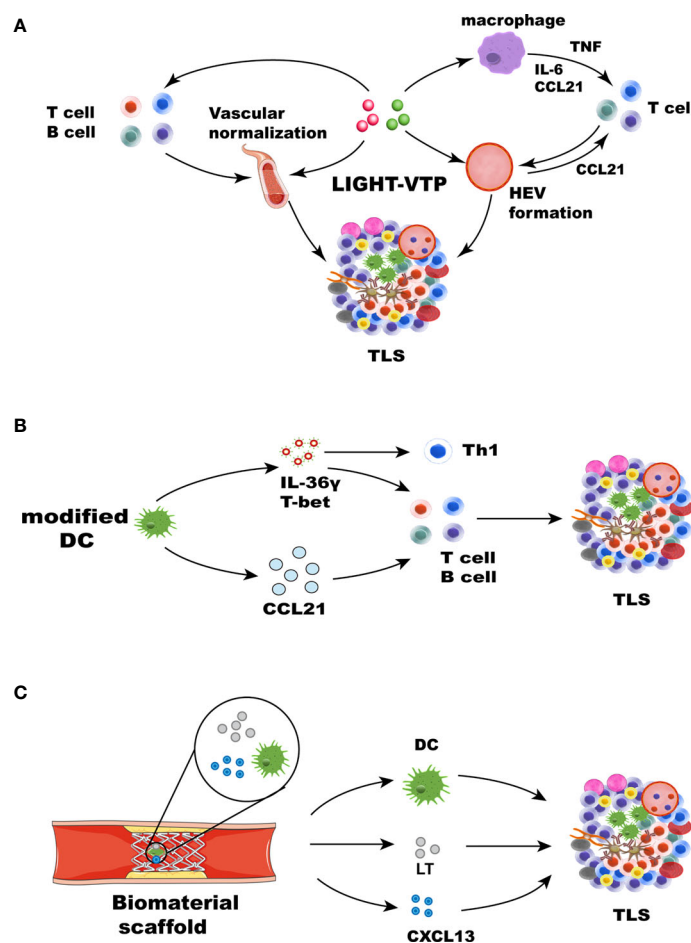 A
macrophage
TNF
IL-6
CCL21
T cell
B cell
Vascular
normalization
T cel
LIGHT-VTP
CCL21
HEV
formation
TLS
B
Th1
IL-36γ
T-bet
modified
DC
T cell
B cell
CCL21
TLS
C
DC
LT
Biomaterial
scaffold
CXCL13
TLS